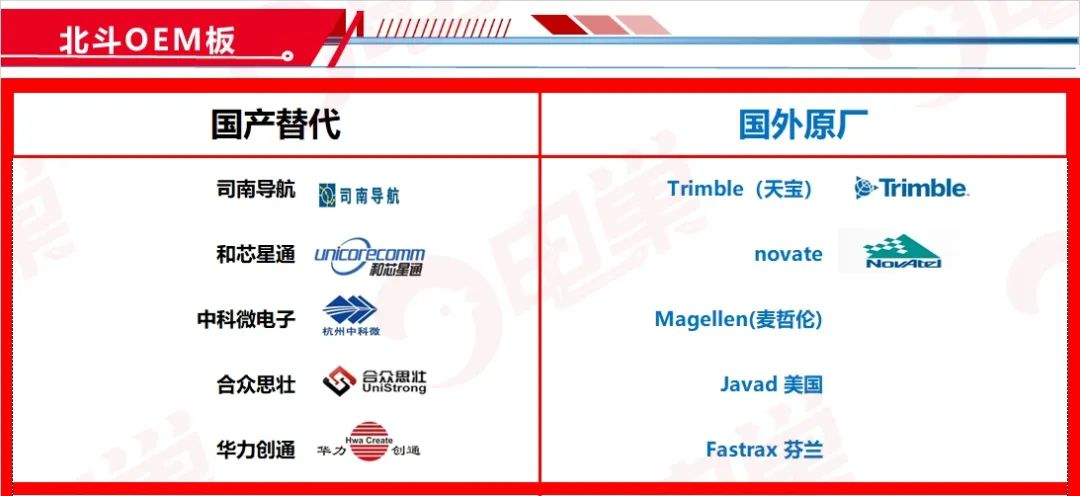 北斗OEM板
国产替代
国外原厂
司南导航 司南导航
Trimble（天宝） Trimble
和芯星通 unicorecomm 和芯星通
novate NovAtel
中科微电子 杭州中科微
Magellen(麦哲伦)
合众思壮 合众思壮 UniStrong
Javad 美国
华力创通 华力 Hwa Create 创通
Fastrax 芬兰
电巢